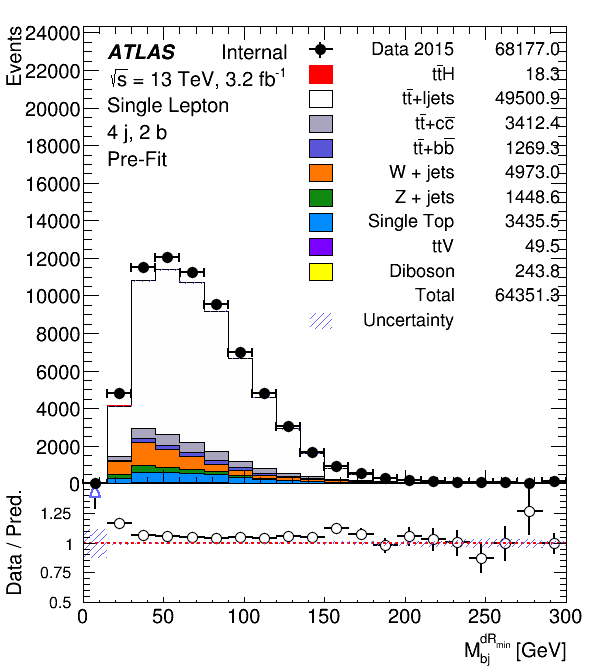 Events
24000
22000
20000
18000
16000
14000
12000
10000
8000
6000
4000
2000
0
ATLAS Internal
√s = 13 TeV, 3.2 fb⁻¹
Single Lepton
4 j, 2 b
Pre-Fit
Data 2015 68177.0
tt̄H 18.3
tt̄+ljets 49500.9
tt̄+cc̄ 3412.4
tt̄+bb̄ 1269.3
W + jets 4973.0
Z + jets 1448.6
Single Top 3435.5
ttV 49.5
Diboson 243.8
Total 64351.3
Uncertainty
Data / Pred.
1.25
1
0.75
0.5
0 50 100 150 200 250 300
M_bj^dR_min [GeV]